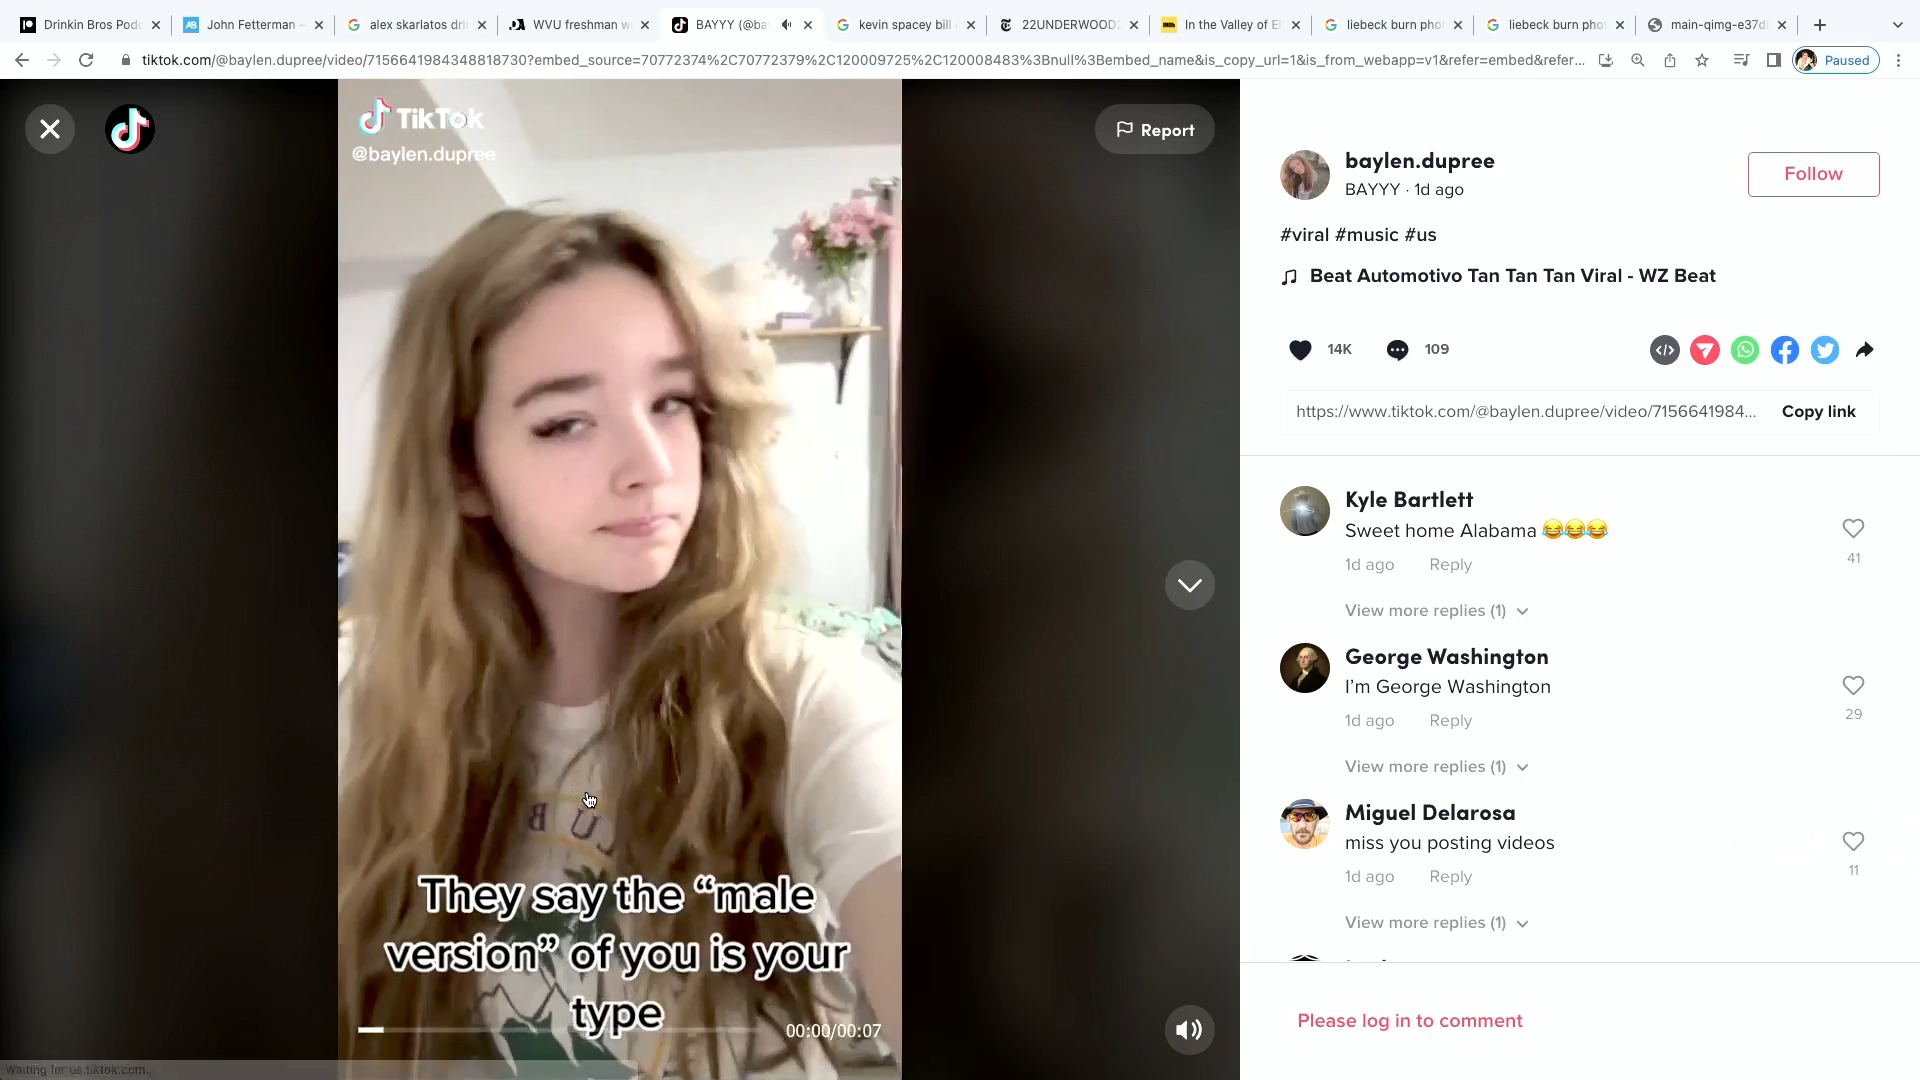 Drinkin Bros Pod
John Fetterman -
alex skarlatos dri
WVU freshman w
BAYYY (@ba
kevin spacey bill
22UNDERWOOD
In the Valley of E
liebeck burn pho
liebeck burn pho
main-qimg-e37d
tiktok.com/@baylen.dupree/video/7156641984348818730?embed_source=70772374%2C70772379%2C120009725%2C120008483%3Bnull%3Bembed_name&is_copy_url=1&is_from_webapp=v1&refer=embed&refer...
Paused
TikTok
@baylen.dupree
Report
They say the “male
version” of you is your
type
00:00/00:07
Waiting for us.tiktok.com...
baylen.dupree
BAYYY · 1d ago
Follow
#viral #music #us
Beat Automotivo Tan Tan Tan Viral - WZ Beat
14K
109
https://www.tiktok.com/@baylen.dupree/video/7156641984...
Copy link
Kyle Bartlett
Sweet home Alabama 😂😂😂
1d ago Reply
41
View more replies (1)
George Washington
I’m George Washington
1d ago Reply
29
View more replies (1)
Miguel Delarosa
miss you posting videos
1d ago Reply
11
View more replies (1)
Please log in to comment